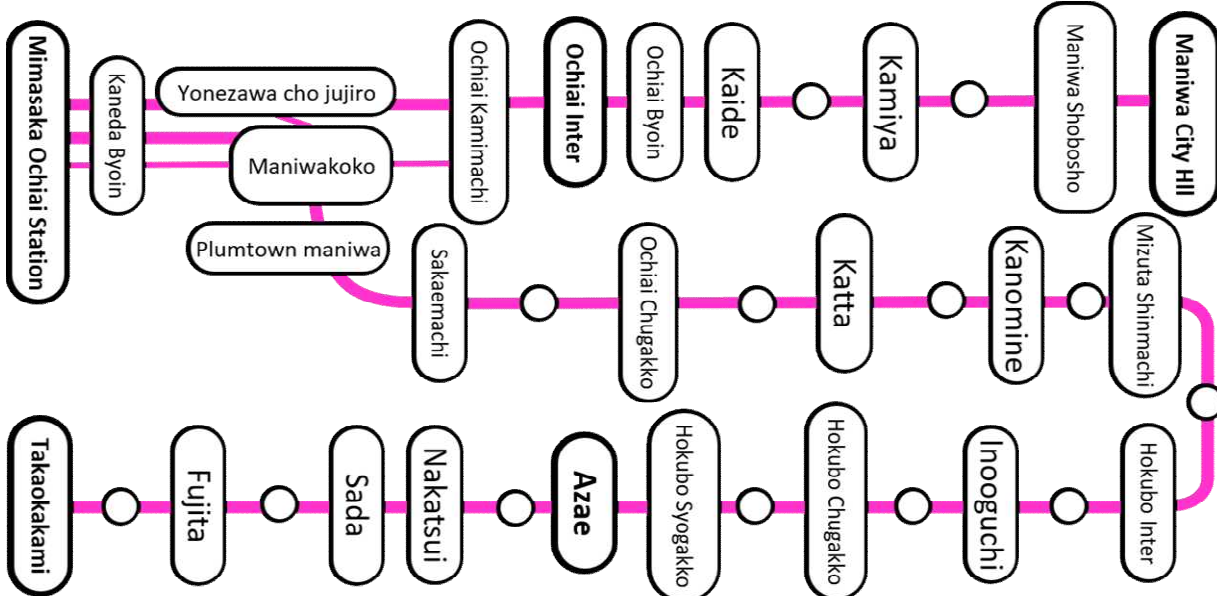 Mimasaka Ochiai Station
Kaneda Byoin
Yonezawa cho jujiro
Maniwakoko
Plumtown maniwa
Ochiai Kamimachi
Ochiai Inter
Ochiai Byoin
Kaide
Kamiya
Maniwa Shobosho
Maniwa City Hll
Sakaemachi
Ochiai Chugakko
Katta
Kanomine
Mizuta Shinmachi
Takaokakami
Fujita
Sada
Nakatsui
Azae
Hokubo Syogakko
Hokubo Chugakko
Inooguchi
Hokubo Inter